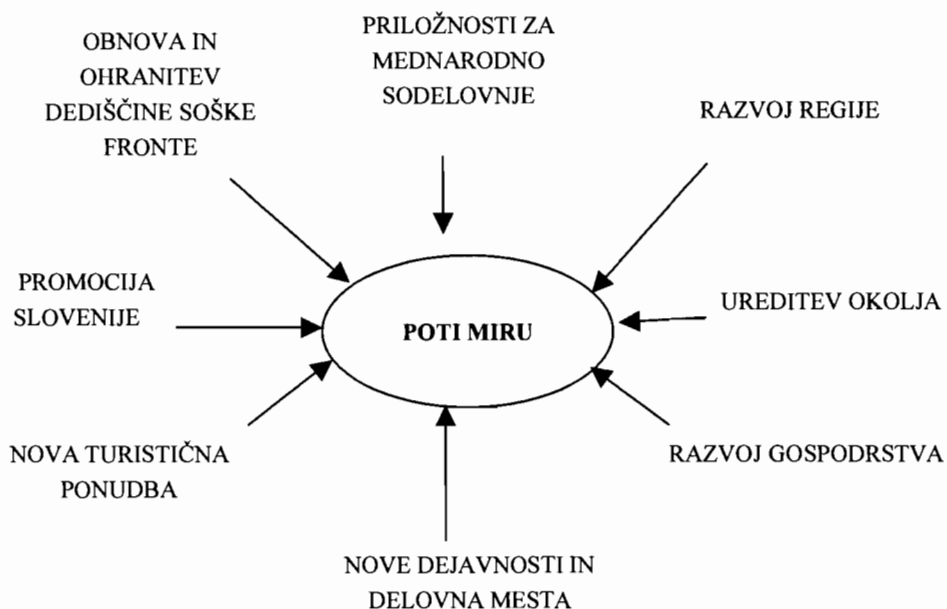 OBNOVA IN
OHRANITEV
DEDIŠČINE SOŠKE
FRONTE
PRILOŽNOSTI ZA
MEDNARODNO
SODELOVNJE
RAZVOJ REGIJE
PROMOCIJA
SLOVENIJE
POTI MIRU
UREDITEV OKOLJA
NOVA TURISTIČNA
PONUDBA
RAZVOJ GOSPODRSTVA
NOVE DEJAVNOSTI IN
DELOVNA MESTA